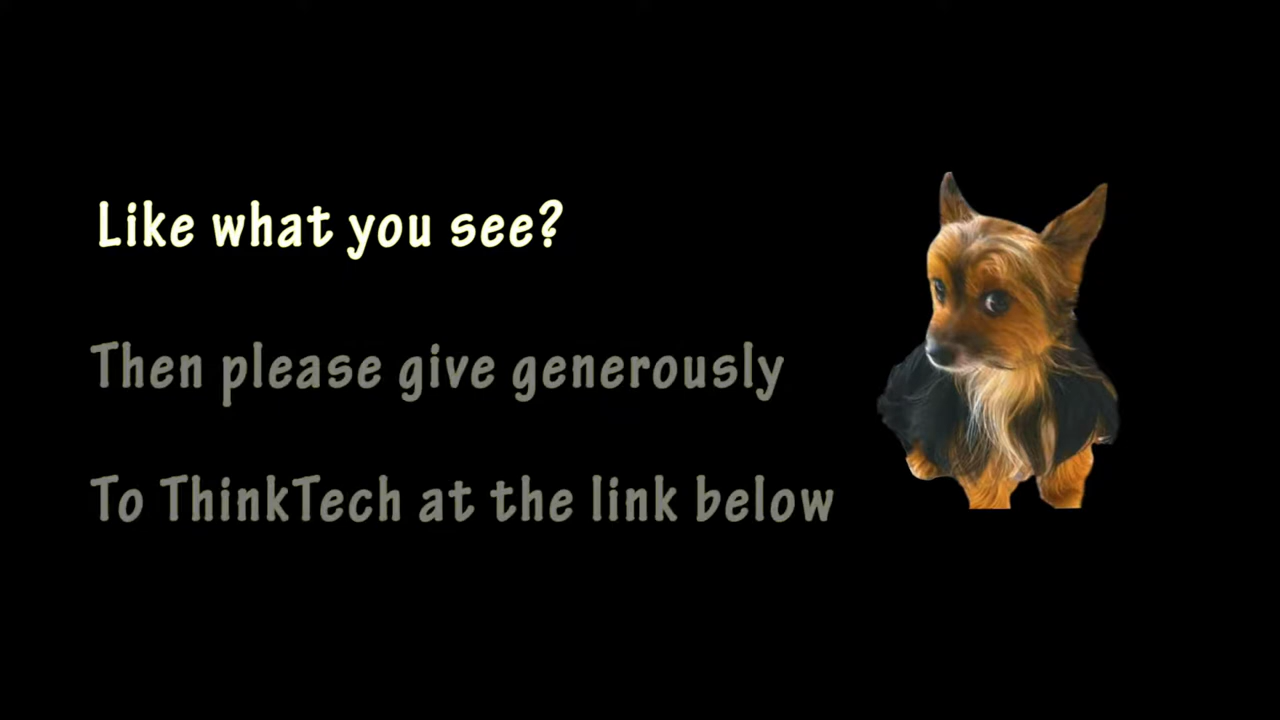 Like what you see?
Then please give generously
To ThinkTech at the link below